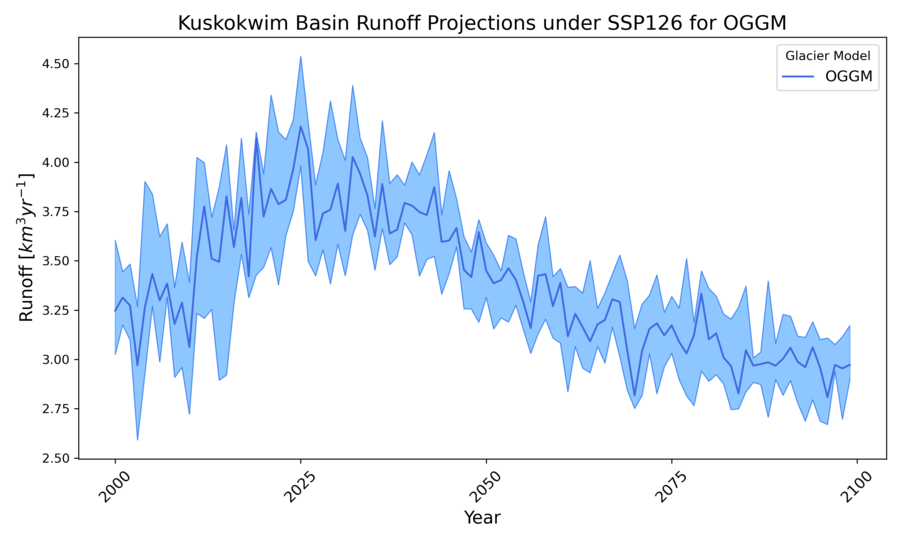 Kuskokwim Basin Runoff Projections under SSP126 for OGGM
Glacier Model
OGGM
4.50
4.25
4.00
3.75
3.50
3.25
3.00
2.75
2.50
Runoff [km³yr⁻¹]
2000
2025
2050
2075
2100
Year